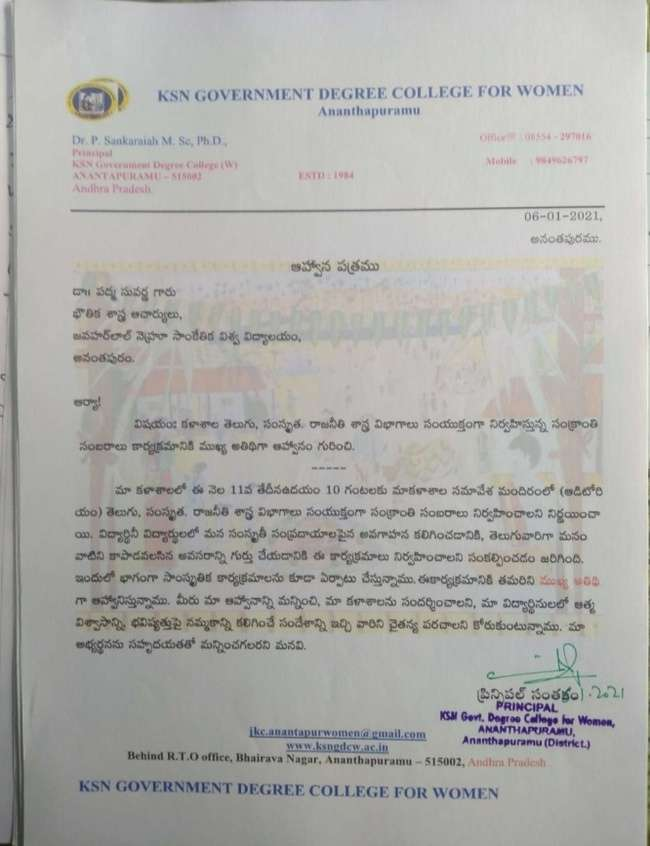 KSN GOVERNMENT DEGREE COLLEGE FOR WOMEN
Ananthapuramu
Dr. P. Sankaraiah M. Sc, Ph.D.,
Principal
KSN Government Degree College (W)
ANANTAPURAMU – 515002
Andhra Pradesh.
ESTD : 1984
Office☏ : 08554 - 297016
Mobile : 9849626797
06-01-2021,
అనంతపురము.
ఆహ్వాన పత్రము
డా॥ పద్మ సువర్ణ గారు
భౌతిక శాస్త్ర ఆచార్యులు,
జవహర్‌లాల్ నెహ్రూ సాంకేతిక విశ్వ విద్యాలయం,
అనంతపురం.
ఆర్యా!
విషయం: కళాశాల తెలుగు, సంస్కృత. రాజనీతి శాస్త్ర విభాగాలు సంయుక్తంగా నిర్వహిస్తున్న సంక్రాంతి
సంబరాలు కార్యక్రమానికి ముఖ్య అతిథిగా ఆహ్వానం గురించి.
-----
మా కళాశాలలో ఈ నెల 11వ తేదీనఉదయం 10 గంటలకు మాకళాశాల సమావేశ మందిరంలో (ఆడిటోరి
యం) తెలుగు, సంస్కృత. రాజనీతి శాస్త్ర విభాగాలు సంయుక్తంగా సంక్రాంతి సంబరాలు నిర్వహించాలని నిర్ణయించా
యి. విద్యార్థినీ విద్యార్థులలో మన సంస్కృతీ సంప్రదాయాలపైన అవగాహన కలిగించడానికి, తెలుగువారిగా మనం
వాటిని కాపాడవలసిన అవసరాన్ని గుర్తు చేయడానికి ఈ కార్యక్రమాలు నిర్వహించాలని సంకల్పించడం జరిగింది.
ఇందులో భాగంగా సాంస్కృతిక కార్యక్రమాలను కూడా ఏర్పాటు చేస్తున్నాము. ఈకార్యక్రమానికి తమరిని ముఖ్య అతిథి
గా ఆహ్వానిస్తున్నాము. మీరు మా ఆహ్వానాన్ని మన్నించి, మా కళాశాలను సందర్శించాలని, మా విద్యార్థినులలో ఆత్మ
విశ్వాసాన్ని, భవిష్యత్తుపై నమ్మకాన్ని కలిగించే సందేశాన్ని ఇచ్చి వారిని చైతన్య పరచాలని కోరుకుంటున్నాము. మా
అభ్యర్థనను సహృదయతతో మన్నించగలరని మనవి.
ప్రిన్సిపల్ సంతకం
PRINCIPAL
KSN Govt. Degree College for Women,
ANANTHAPURAMU,
Ananthapuramu (District.)
jkc.anantapurwomen@gmail.com
www.ksngdcw.ac.in
Behind R.T.O office, Bhairava Nagar, Ananthapuramu – 515002, Andhra Pradesh.
KSN GOVERNMENT DEGREE COLLEGE FOR WOMEN